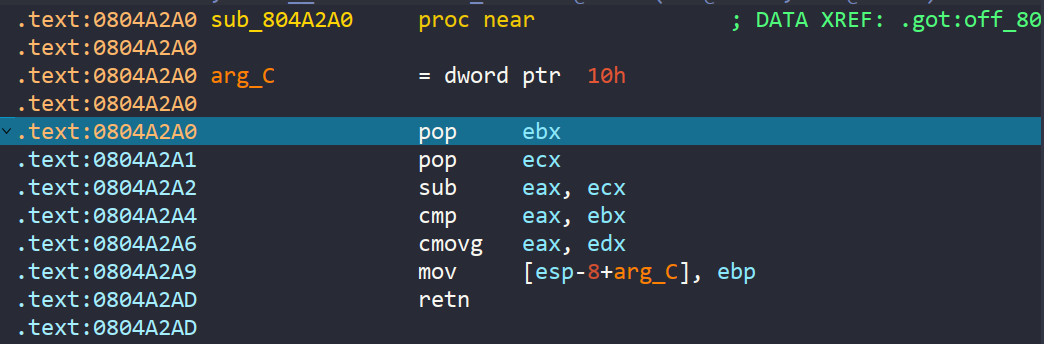 .text:0804A2A0 sub_804A2A0 proc near ; DATA XREF: .got:off_80
.text:0804A2A0
.text:0804A2A0 arg_C = dword ptr 10h
.text:0804A2A0
.text:0804A2A0 pop ebx
.text:0804A2A1 pop ecx
.text:0804A2A2 sub eax, ecx
.text:0804A2A4 cmp eax, ebx
.text:0804A2A6 cmovg eax, edx
.text:0804A2A9 mov [esp-8+arg_C], ebp
.text:0804A2AD retn
.text:0804A2AD